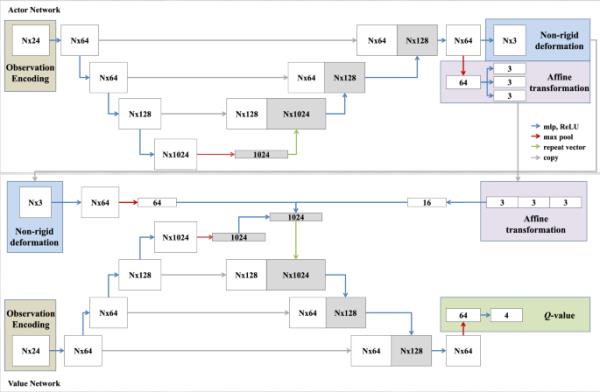 Actor Network
Nx24
Observation
Encoding
Nx64
Nx64
Nx128
Nx64
Nx3
Non-rigid
deformation
Nx64
Nx64
Nx128
64
3
3
3
Affine
transformation
Nx128
Nx128
Nx1024
Nx1024
1024
mlp, ReLU
max pool
repeat vector
copy
Nx3
Non-rigid
deformation
Nx64
64
16
3 3 3
Affine
transformation
1024
Nx1024
1024
Nx128
Nx128
Nx1024
Observation
Encoding
Nx24
Nx64
Nx64
Nx128
64
4
Q-value
Nx64
Nx64
Nx128
Nx64
Value Network